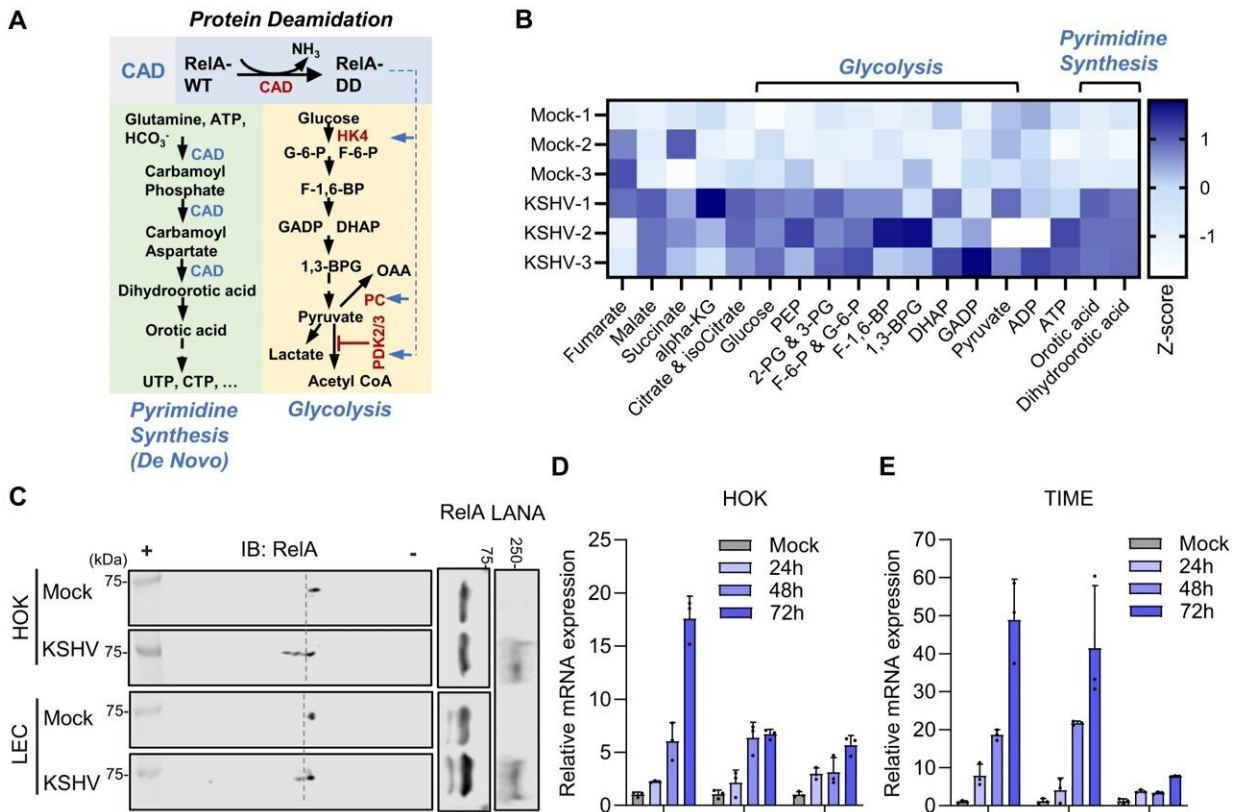 A
Protein Deamidation
CAD
RelA-
WT
NH3
CAD
RelA-
DD
Glutamine, ATP,
HCO3-
CAD
Carbamoyl
Phosphate
CAD
Carbamoyl
Aspartate
CAD
Dihydroorotic acid
Orotic acid
UTP, CTP, ...
Pyrimidine
Synthesis
(De Novo)
Glucose
HK4
G-6-P F-6-P
F-1,6-BP
GADP DHAP
1,3-BPG
OAA
PC
Pyruvate
PDK2/3
Lactate
Acetyl CoA
Glycolysis
B
Glycolysis
Pyrimidine
Synthesis
Mock-1
Mock-2
Mock-3
KSHV-1
KSHV-2
KSHV-3
Fumarate
Malate
Succinate
alpha-KG
Citrate & isoCitrate
Glucose
PEP
2-PG & 3-PG
F-6-P & G-6-P
F-1,6-BP
1,3-BPG
DHAP
GADP
Pyruvate
ADP
ATP
Orotic acid
Dihydroorotic acid
1
0
-1
Z-score
C
(kDa)
+ IB: RelA -
RelA LANA
75-
250-
HOK
Mock
75-
KSHV
75-
LEC
Mock
75-
KSHV
75-
D
HOK
Relative mRNA expression
25
20
15
10
5
0
Mock
24h
48h
72h
E
TIME
Relative mRNA expression
70
60
50
40
30
20
10
0
Mock
24h
48h
72h